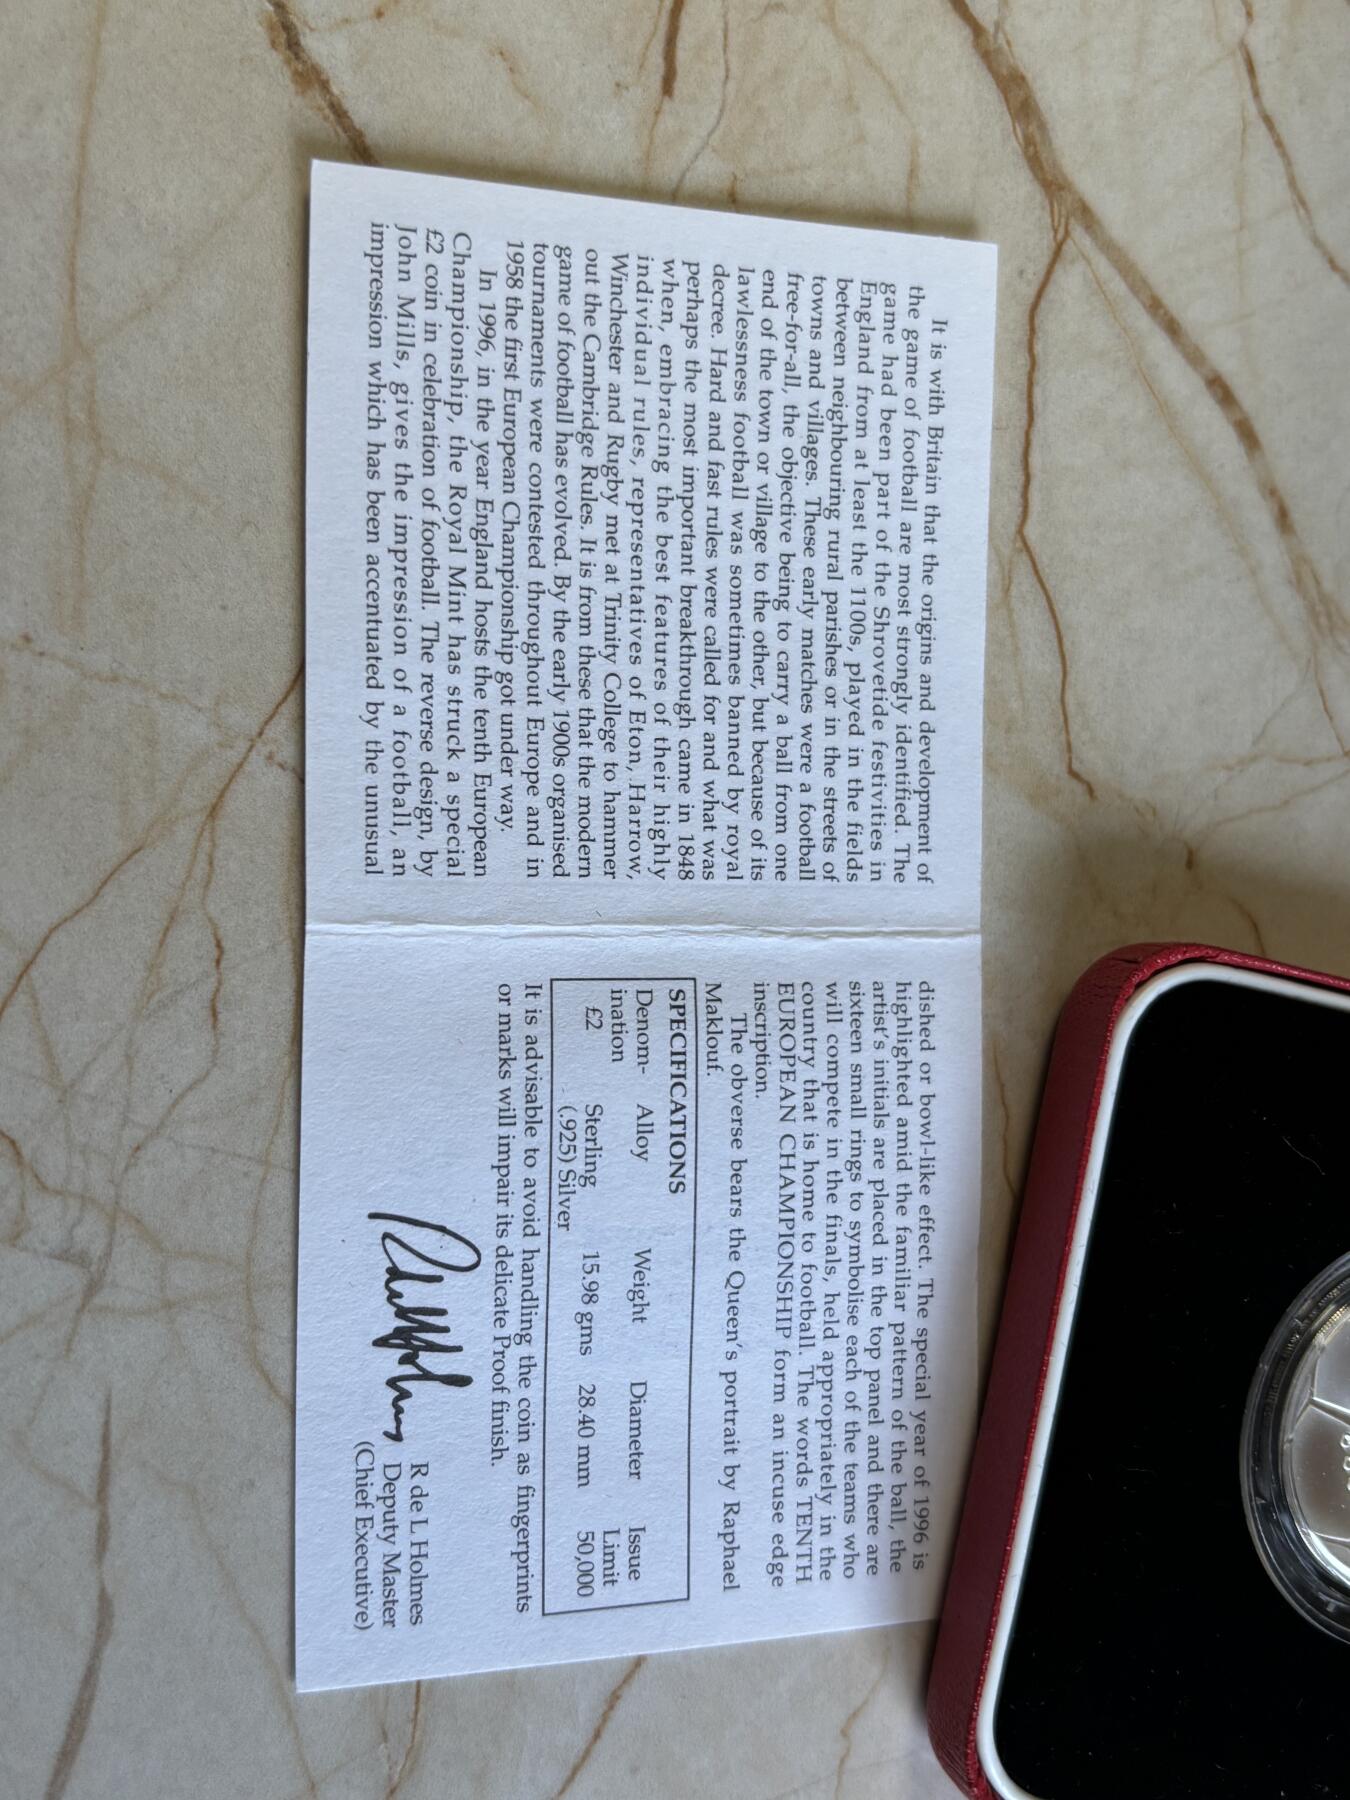 It is with Britain that the origins and development of
the game of football are most strongly identified. The
game had been part of the Shrovetide festivities in
England from at least the 1100s, played in the fields
between neighbouring rural parishes or in the streets of
towns and villages. These early matches were a football
free-for-all, the objective being to carry a ball from one
end of the town or village to the other, but because of its
lawlessness football was sometimes banned by royal
decree. Hard and fast rules were called for and what was
perhaps the most important breakthrough came in 1848
when, embracing the best features of their highly
individual rules, representatives of Eton, Harrow,
Winchester and Rugby met at Trinity College to hammer
out the Cambridge Rules. It is from these that the modern
game of football has evolved. By the early 1900s organised
tournaments were contested throughout Europe and in
1958 the first European Championship got under way.
In 1996, in the year England hosts the tenth European
Championship, the Royal Mint has struck a special
£2 coin in celebration of football. The reverse design, by
John Mills, gives the impression of a football, an
impression which has been accentuated by the unusual
dished or bowl-like effect. The special year of 1996 is
highlighted amid the familiar pattern of the ball, the
artist's initials are placed in the top panel and there are
sixteen small rings to symbolise each of the teams who
will compete in the finals, held appropriately in the
country that is home to football. The words TENTH
EUROPEAN CHAMPIONSHIP form an incuse edge
inscription.
The obverse bears the Queen's portrait by Raphael
Maklouf.
SPECIFICATIONS
Denom- Alloy Weight Diameter Issue
ination Limit
£2 Sterling 15.98 gms 28.40 mm 50,000
(.925) Silver
It is advisable to avoid handling the coin as fingerprints
or marks will impair its delicate Proof finish.
R de L Holmes
Deputy Master
(Chief Executive)